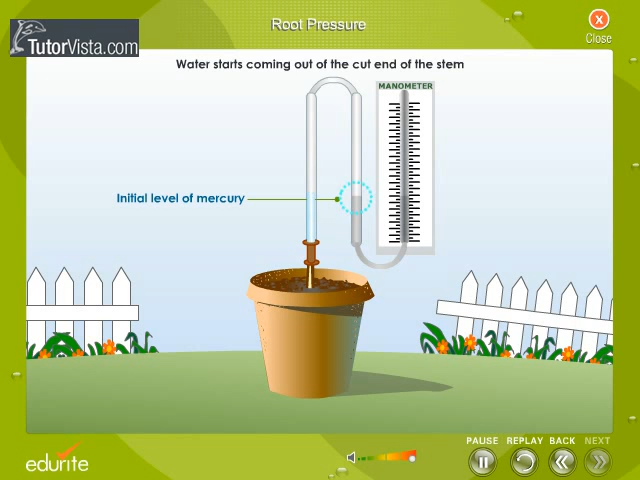 Root Pressure
X
Close
TutorVista.com
Water starts coming out of the cut end of the stem
MANOMETER
Initial level of mercury
PAUSE REPLAY BACK NEXT
edurite